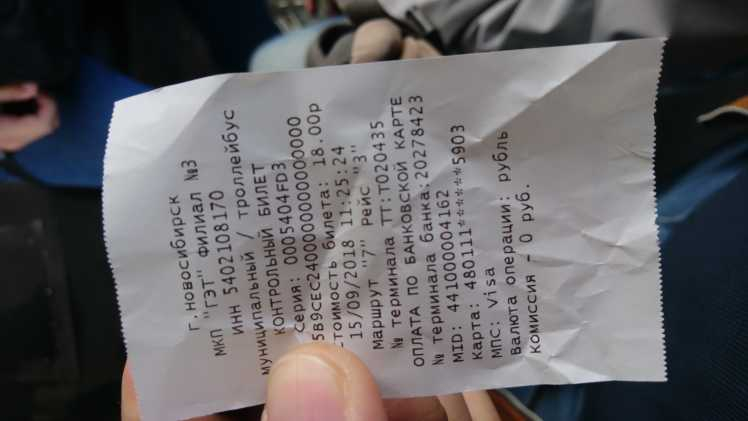 г.новосибирск
МКП "ГЭТ" ФИЛИАЛ №3
ИНН 5402108170
муниципальный / троллейбус
КОНТРОЛЬНЫЙ БИЛЕТ
серия: 0005404FD3
5B9CEC24000000000000000
стоимость билета: 18.00р
15/09/2018 11:25:24
маршрут "7" рейс "3"
№ терминала ТТ:Т020435
ОПЛАТА ПО БАНКОВСКОЙ КАРТЕ
№ терминала банка:20278423
MID: 441000004162
карта: 480111******5903
МПС: Visa
валюта операции: рубль
комиссия - 0 руб.